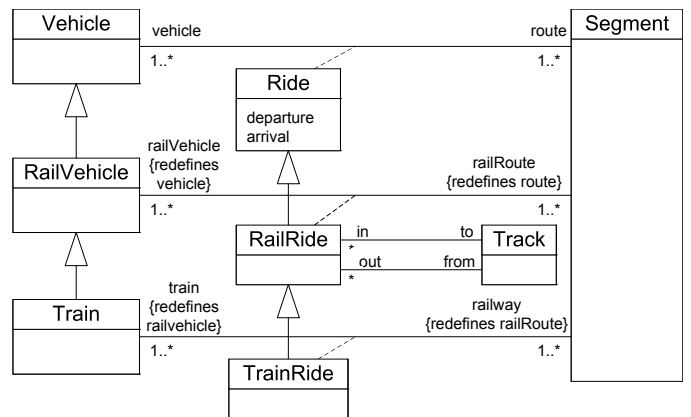 Vehicle
vehicle
route
Segment
1..*
1..*
Ride
departure
arrival
railVehicle
{redefines
vehicle}
railRoute
{redefines route}
RailVehicle
1..*
1..*
RailRide
in
to
Track
*
out
from
*
train
{redefines
railvehicle}
railway
{redefines railRoute}
Train
1..*
1..*
TrainRide